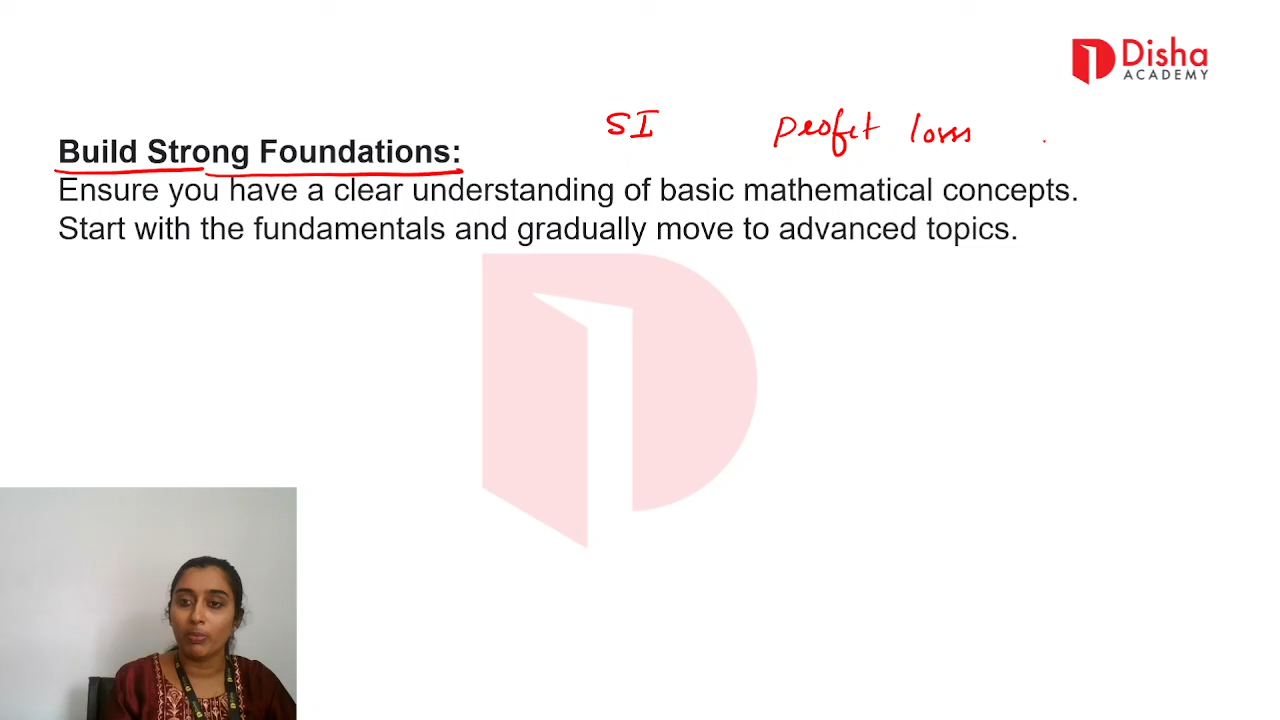 Disha
ACADEMY
SI profit loss
Build Strong Foundations:
Ensure you have a clear understanding of basic mathematical concepts.
Start with the fundamentals and gradually move to advanced topics.